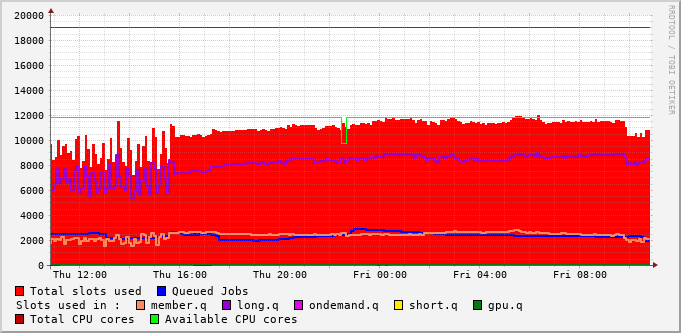 RRDTOOL / TOBI OETIKER
20000
18000
16000
14000
12000
10000
8000
6000
4000
2000
0
Thu 12:00 Thu 16:00 Thu 20:00 Fri 00:00 Fri 04:00 Fri 08:00
Total slots used Queued Jobs
Slots used in : member.q long.q ondemand.q short.q gpu.q
Total CPU cores Available CPU cores